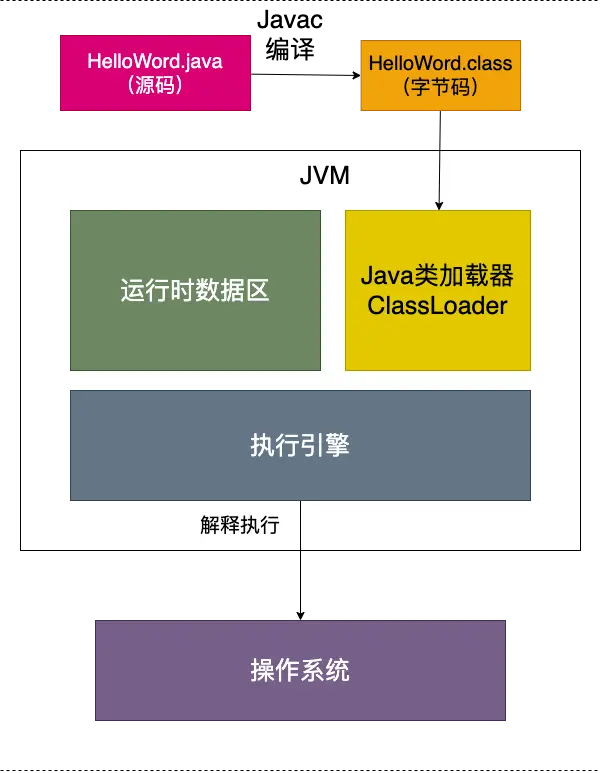 Javac
编译
HelloWord.java
（源码）
HelloWord.class
（字节码）
JVM
运行时数据区
Java类加载器
ClassLoader
执行引擎
解释执行
操作系统